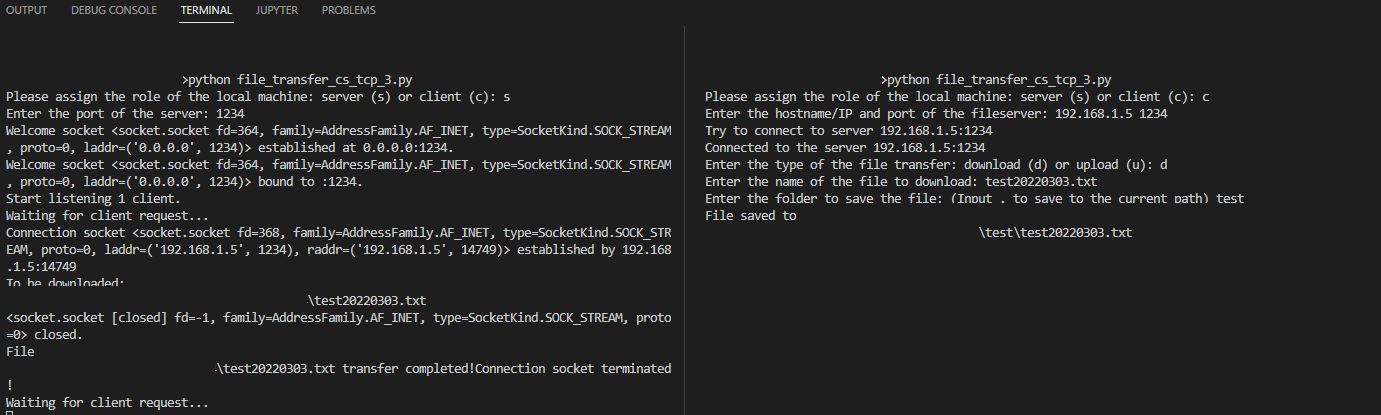 OUTPUT DEBUG CONSOLE TERMINAL JUPYTER PROBLEMS
>python file_transfer_cs_tcp_3.py
Please assign the role of the local machine: server (s) or client (c): s
Enter the port of the server: 1234
Welcome socket <socket.socket fd=364, family=AddressFamily.AF_INET, type=SocketKind.SOCK_STREAM
, proto=0, laddr=('0.0.0.0', 1234)> established at 0.0.0.0:1234.
Welcome socket <socket.socket fd=364, family=AddressFamily.AF_INET, type=SocketKind.SOCK_STREAM
, proto=0, laddr=('0.0.0.0', 1234)> bound to :1234.
Start listening 1 client.
Waiting for client request...
Connection socket <socket.socket fd=368, family=AddressFamily.AF_INET, type=SocketKind.SOCK_STR
EAM, proto=0, laddr=('192.168.1.5', 1234), raddr=('192.168.1.5', 14749)> established by 192.168
.1.5:14749
To be downloaded:
\test20220303.txt
<socket.socket [closed] fd=-1, family=AddressFamily.AF_INET, type=SocketKind.SOCK_STREAM, proto
=0> closed.
File
\test20220303.txt transfer completed!Connection socket terminated
!
Waiting for client request...
>python file_transfer_cs_tcp_3.py
Please assign the role of the local machine: server (s) or client (c): c
Enter the hostname/IP and port of the fileserver: 192.168.1.5 1234
Try to connect to server 192.168.1.5:1234
Connected to the server 192.168.1.5:1234
Enter the type of the file transfer: download (d) or upload (u): d
Enter the name of the file to download: test20220303.txt
Enter the folder to save the file: (Input . to save to the current path) test
File saved to
\test\test20220303.txt